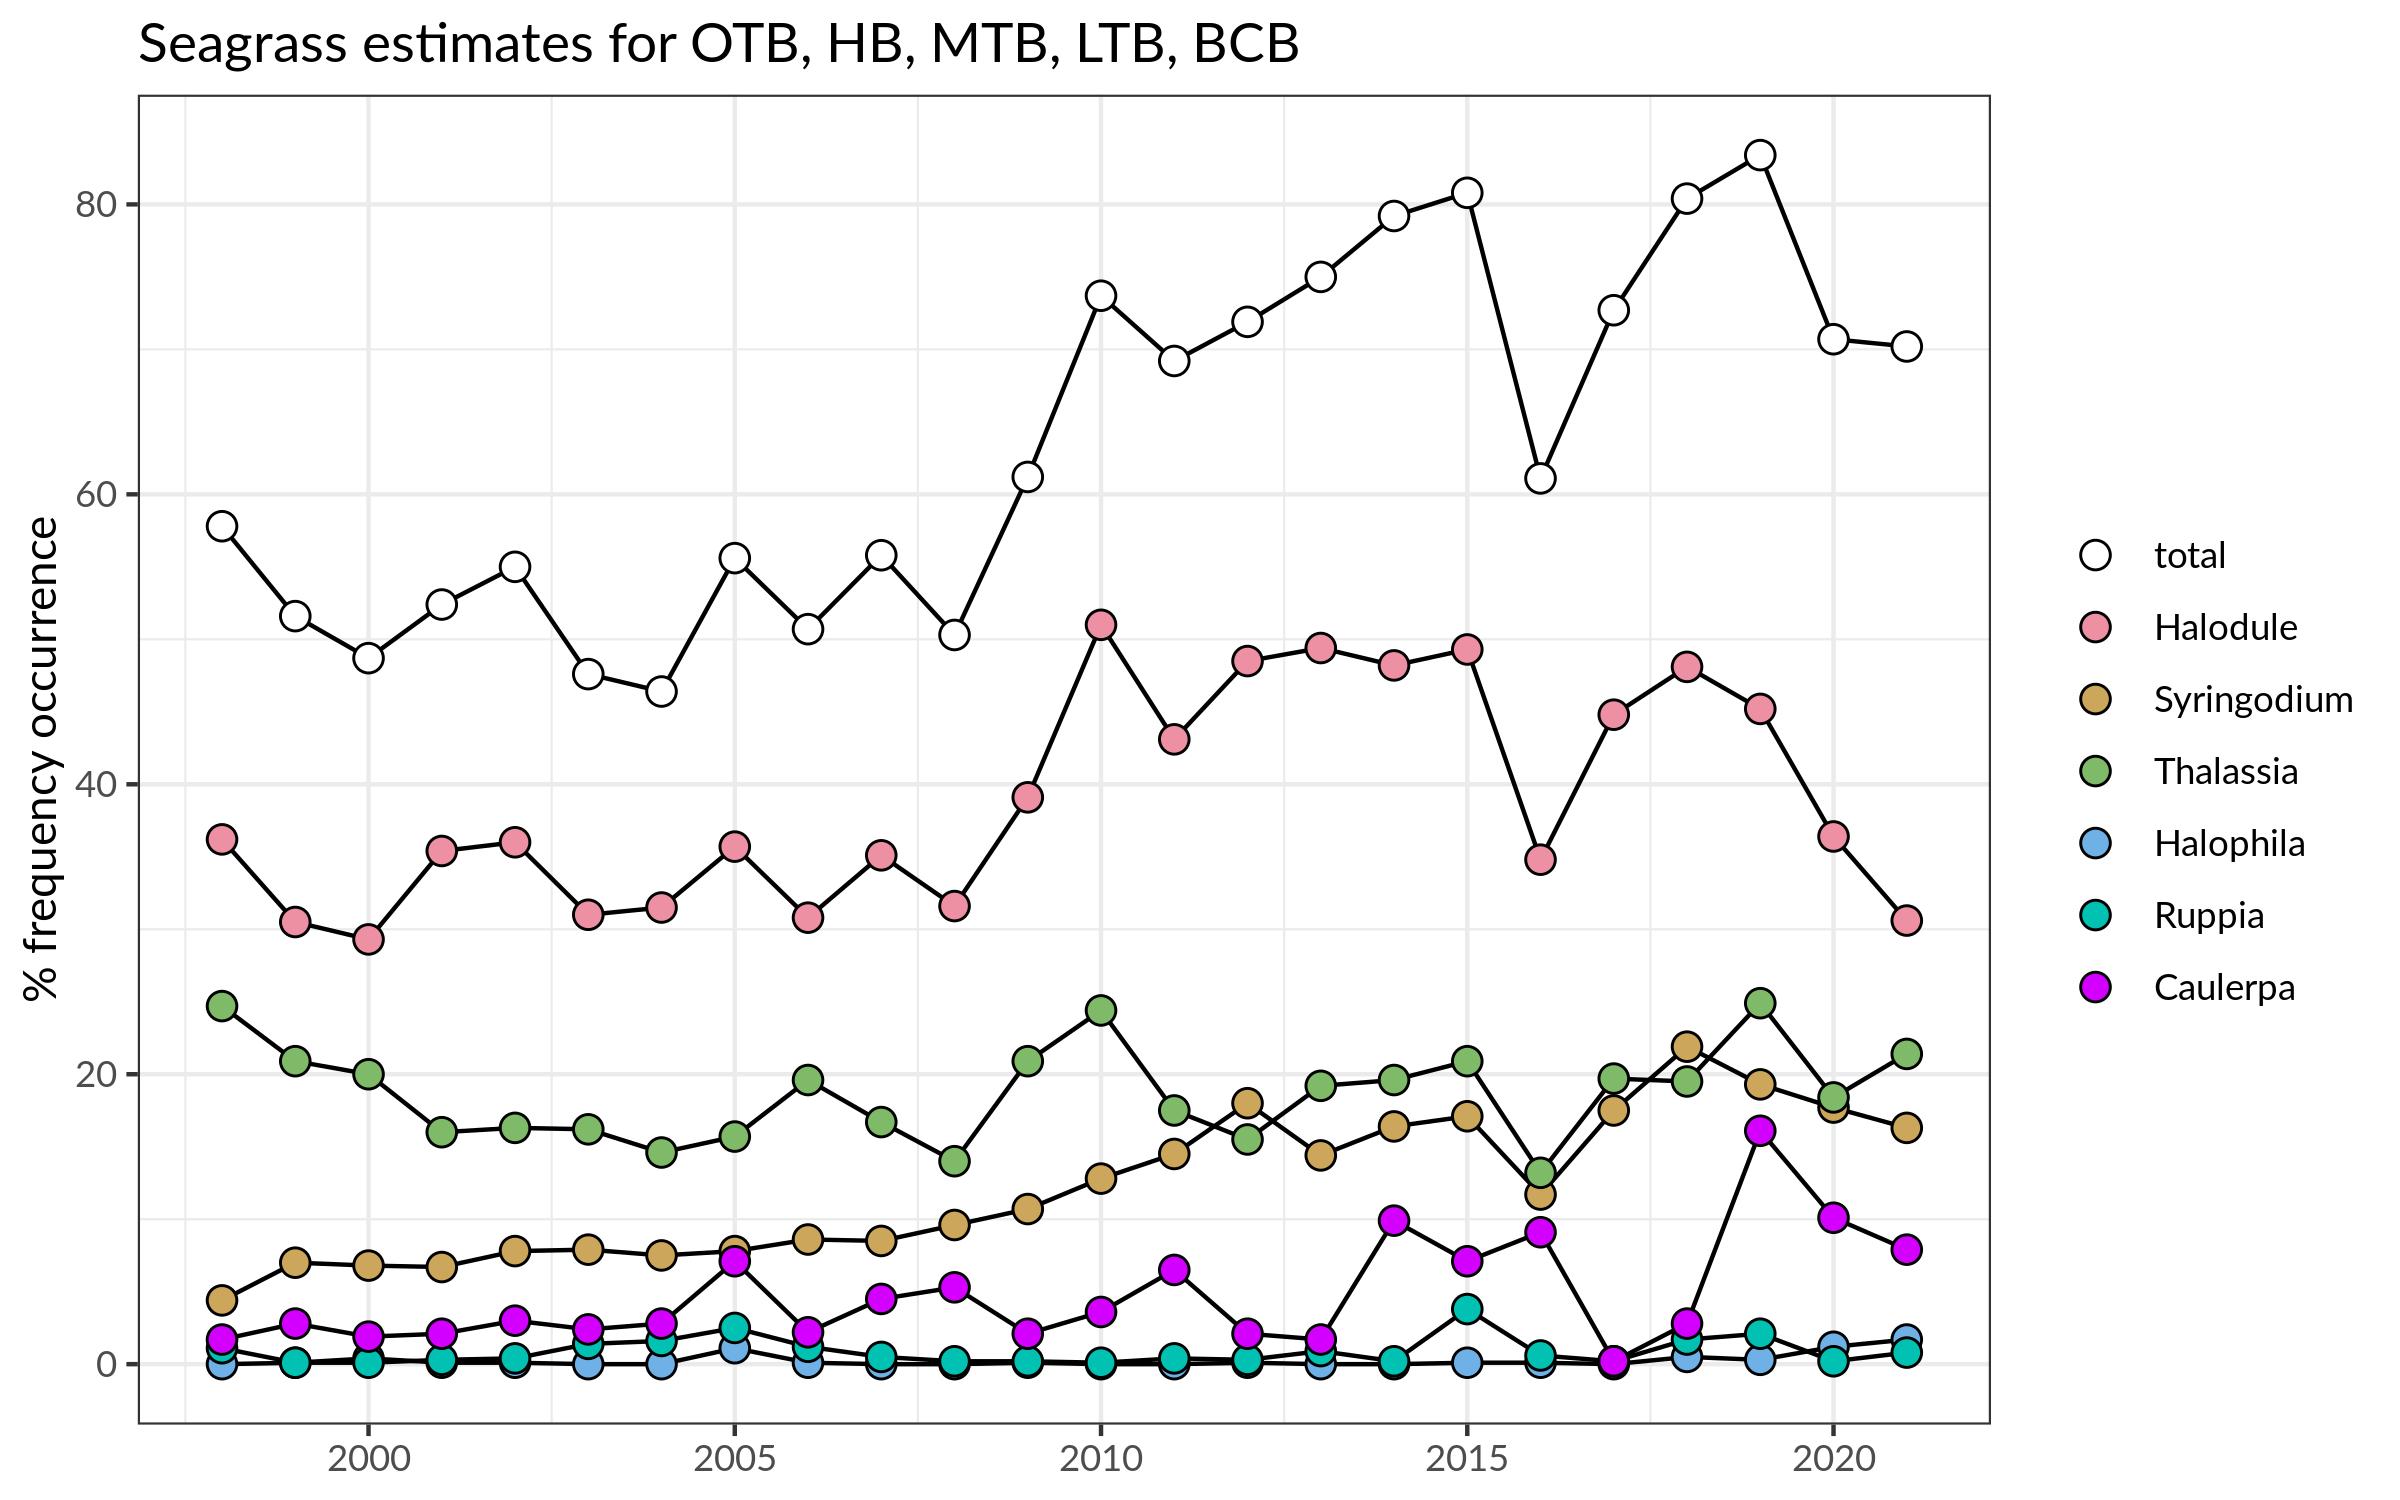 Seagrass estimates for OTB, HB, MTB, LTB, BCB
% frequency occurrence
80
60
40
20
0
2000
2005
2010
2015
2020
total
Halodule
Syringodium
Thalassia
Halophila
Ruppia
Caulerpa